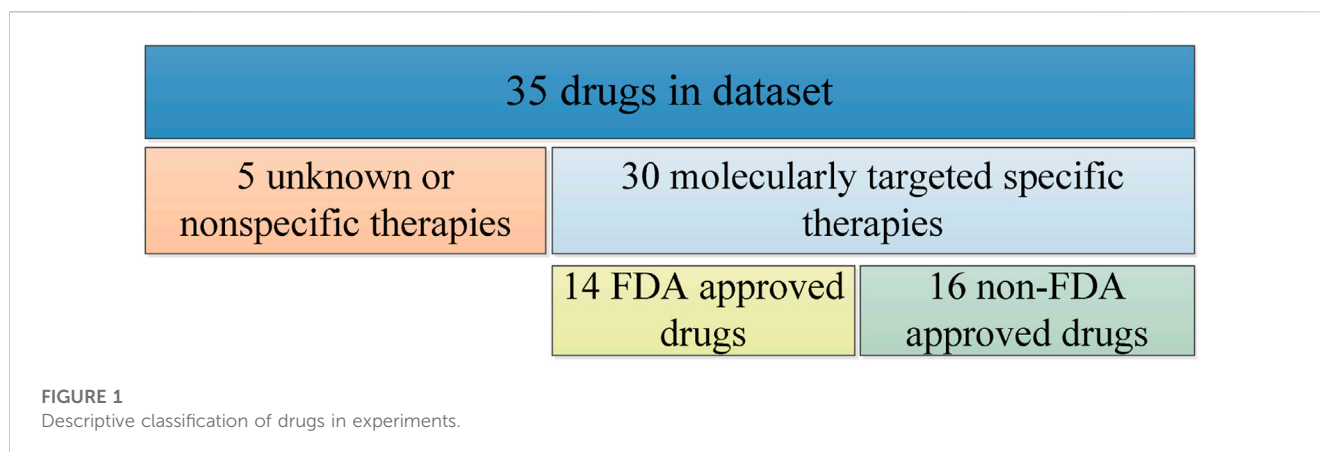 35 drugs in dataset
5 unknown or
nonspecific therapies
30 molecularly targeted specific
therapies
14 FDA approved
drugs
16 non-FDA
approved drugs
FIGURE 1
Descriptive classification of drugs in experiments.